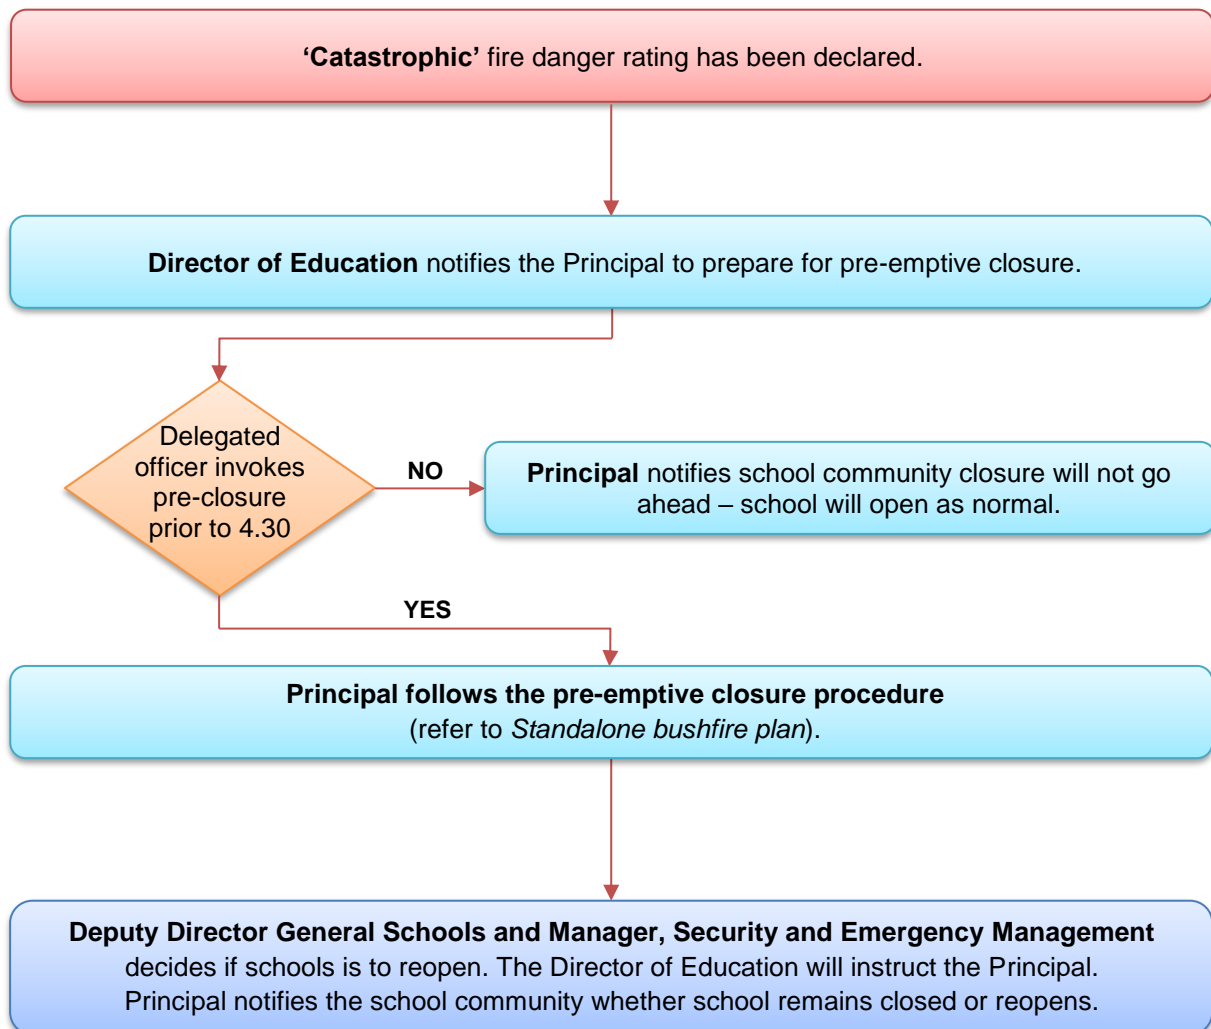 ‘Catastrophic’ fire danger rating has been declared.
Director of Education notifies the Principal to prepare for pre-emptive closure.
Delegated
officer invokes
pre-closure
prior to 4.30
NO
Principal notifies school community closure will not go
ahead – school will open as normal.
YES
Principal follows the pre-emptive closure procedure
(refer to Standalone bushfire plan).
Deputy Director General Schools and Manager, Security and Emergency Management
decides if schools is to reopen. The Director of Education will instruct the Principal.
Principal notifies the school community whether school remains closed or reopens.